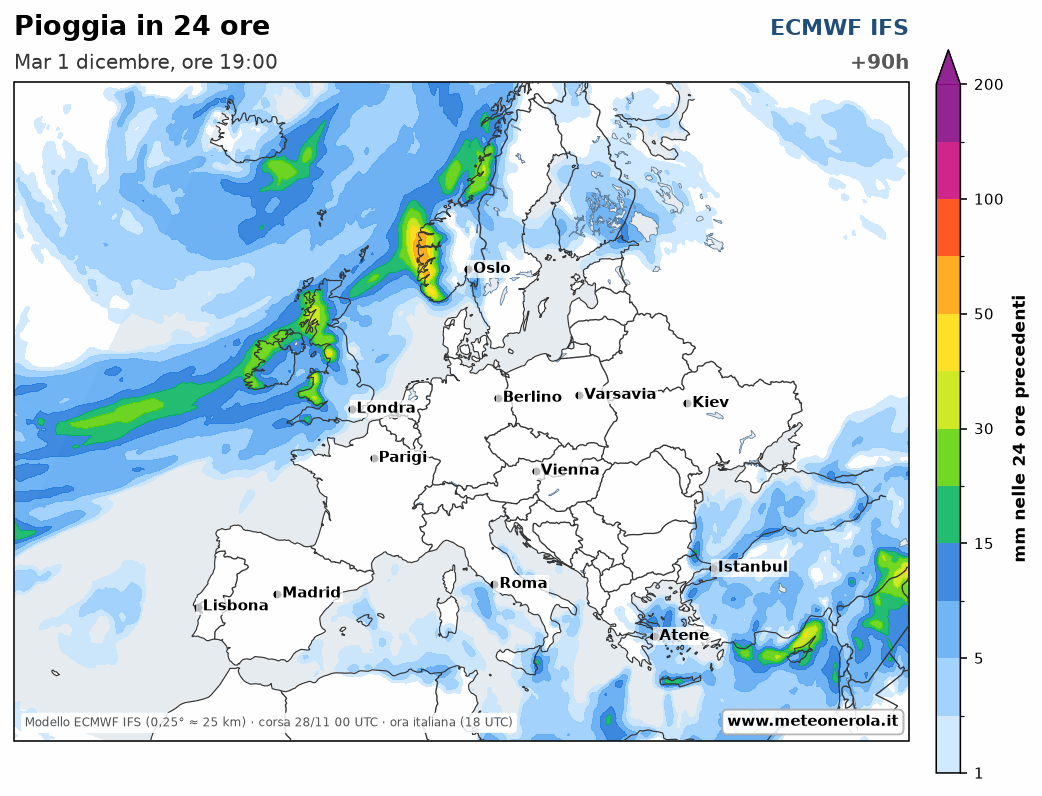 Pioggia in 24 ore
ECMWF IFS
Mar 1 dicembre, ore 19:00
+90h
200
100
50
30
15
5
1
mm nelle 24 ore precedenti
Oslo
Berlino
Varsavia
Kiev
Londra
Parigi
Vienna
Istanbul
Roma
Madrid
Lisbona
Atene
Modello ECMWF IFS (0,25° ≈ 25 km) · corsa 28/11 00 UTC · ora italiana (18 UTC)
www.meteonerola.it